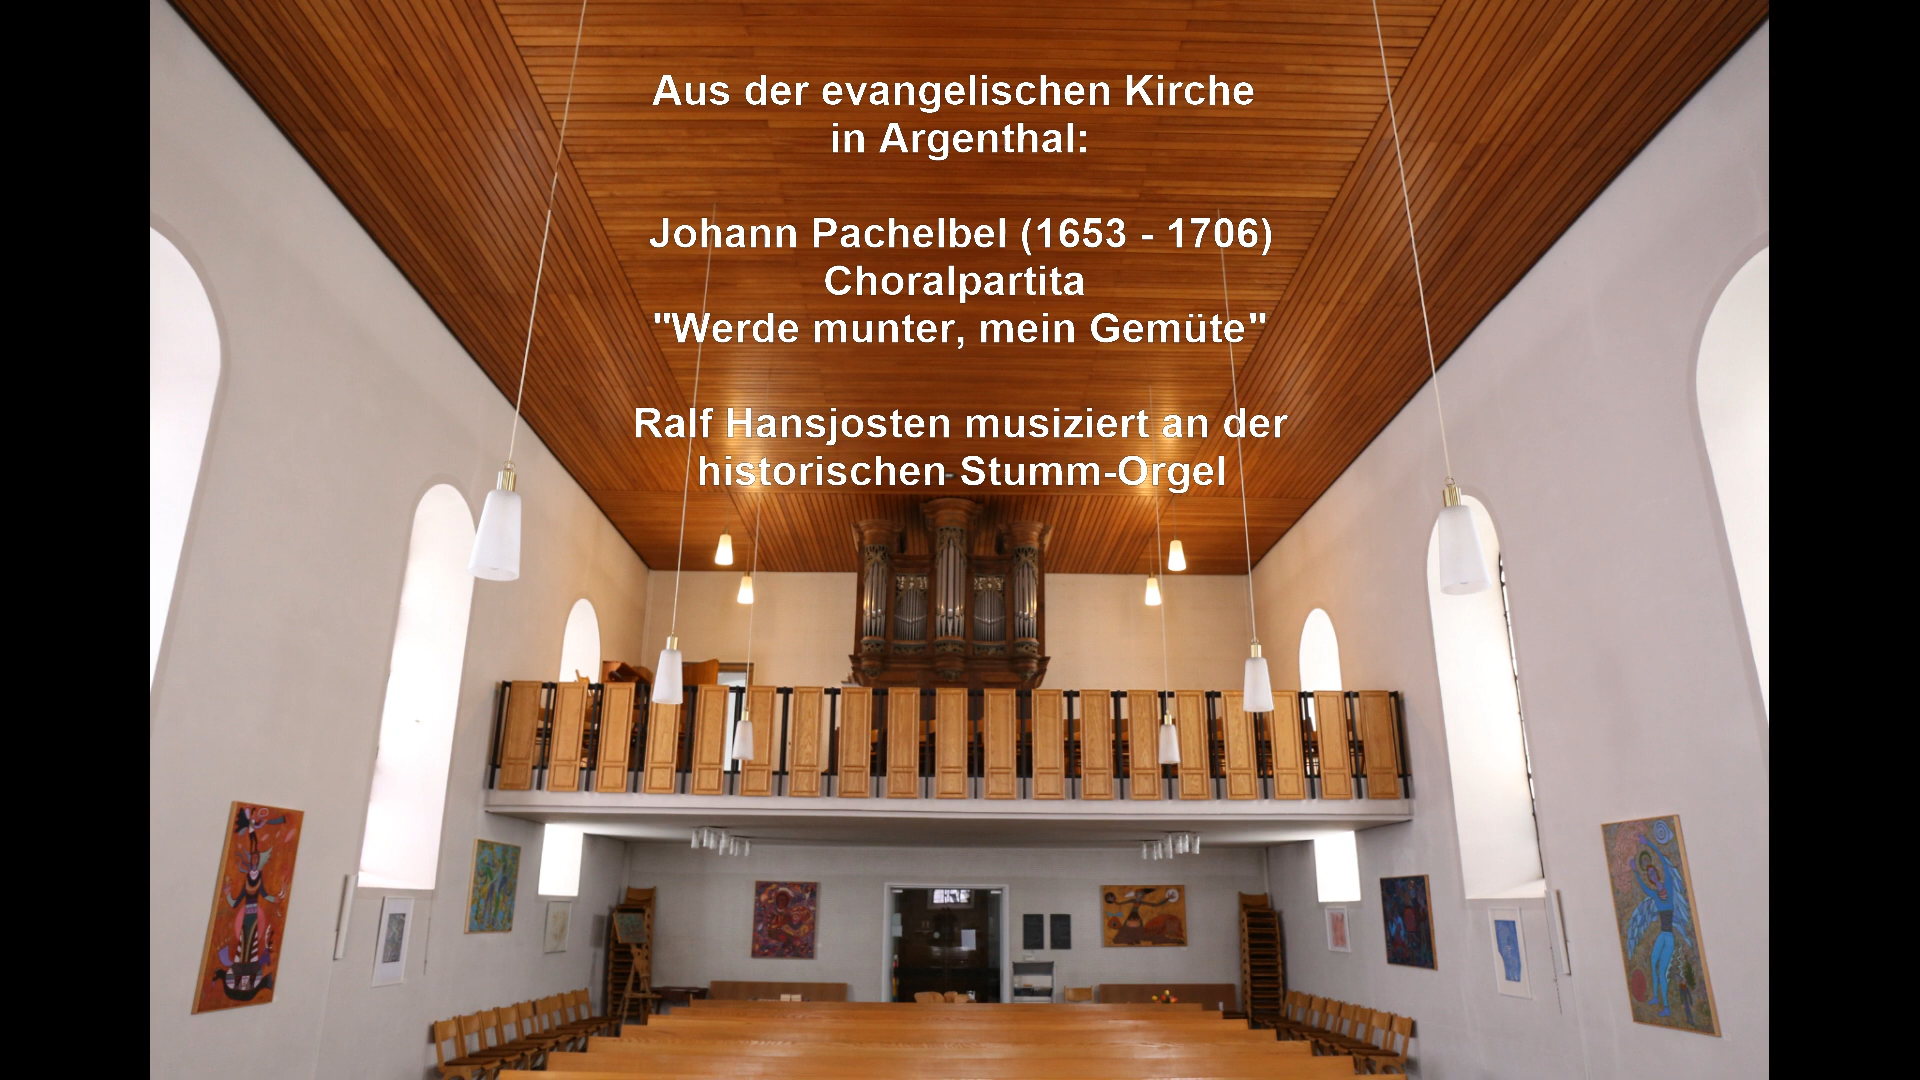 Aus der evangelischen Kirche
in Argenthal:
Johann Pachelbel (1653 - 1706)
Choralpartita
"Werde munter, mein Gemüte"
Ralf Hansjosten musiziert an der
historischen Stumm-Orgel